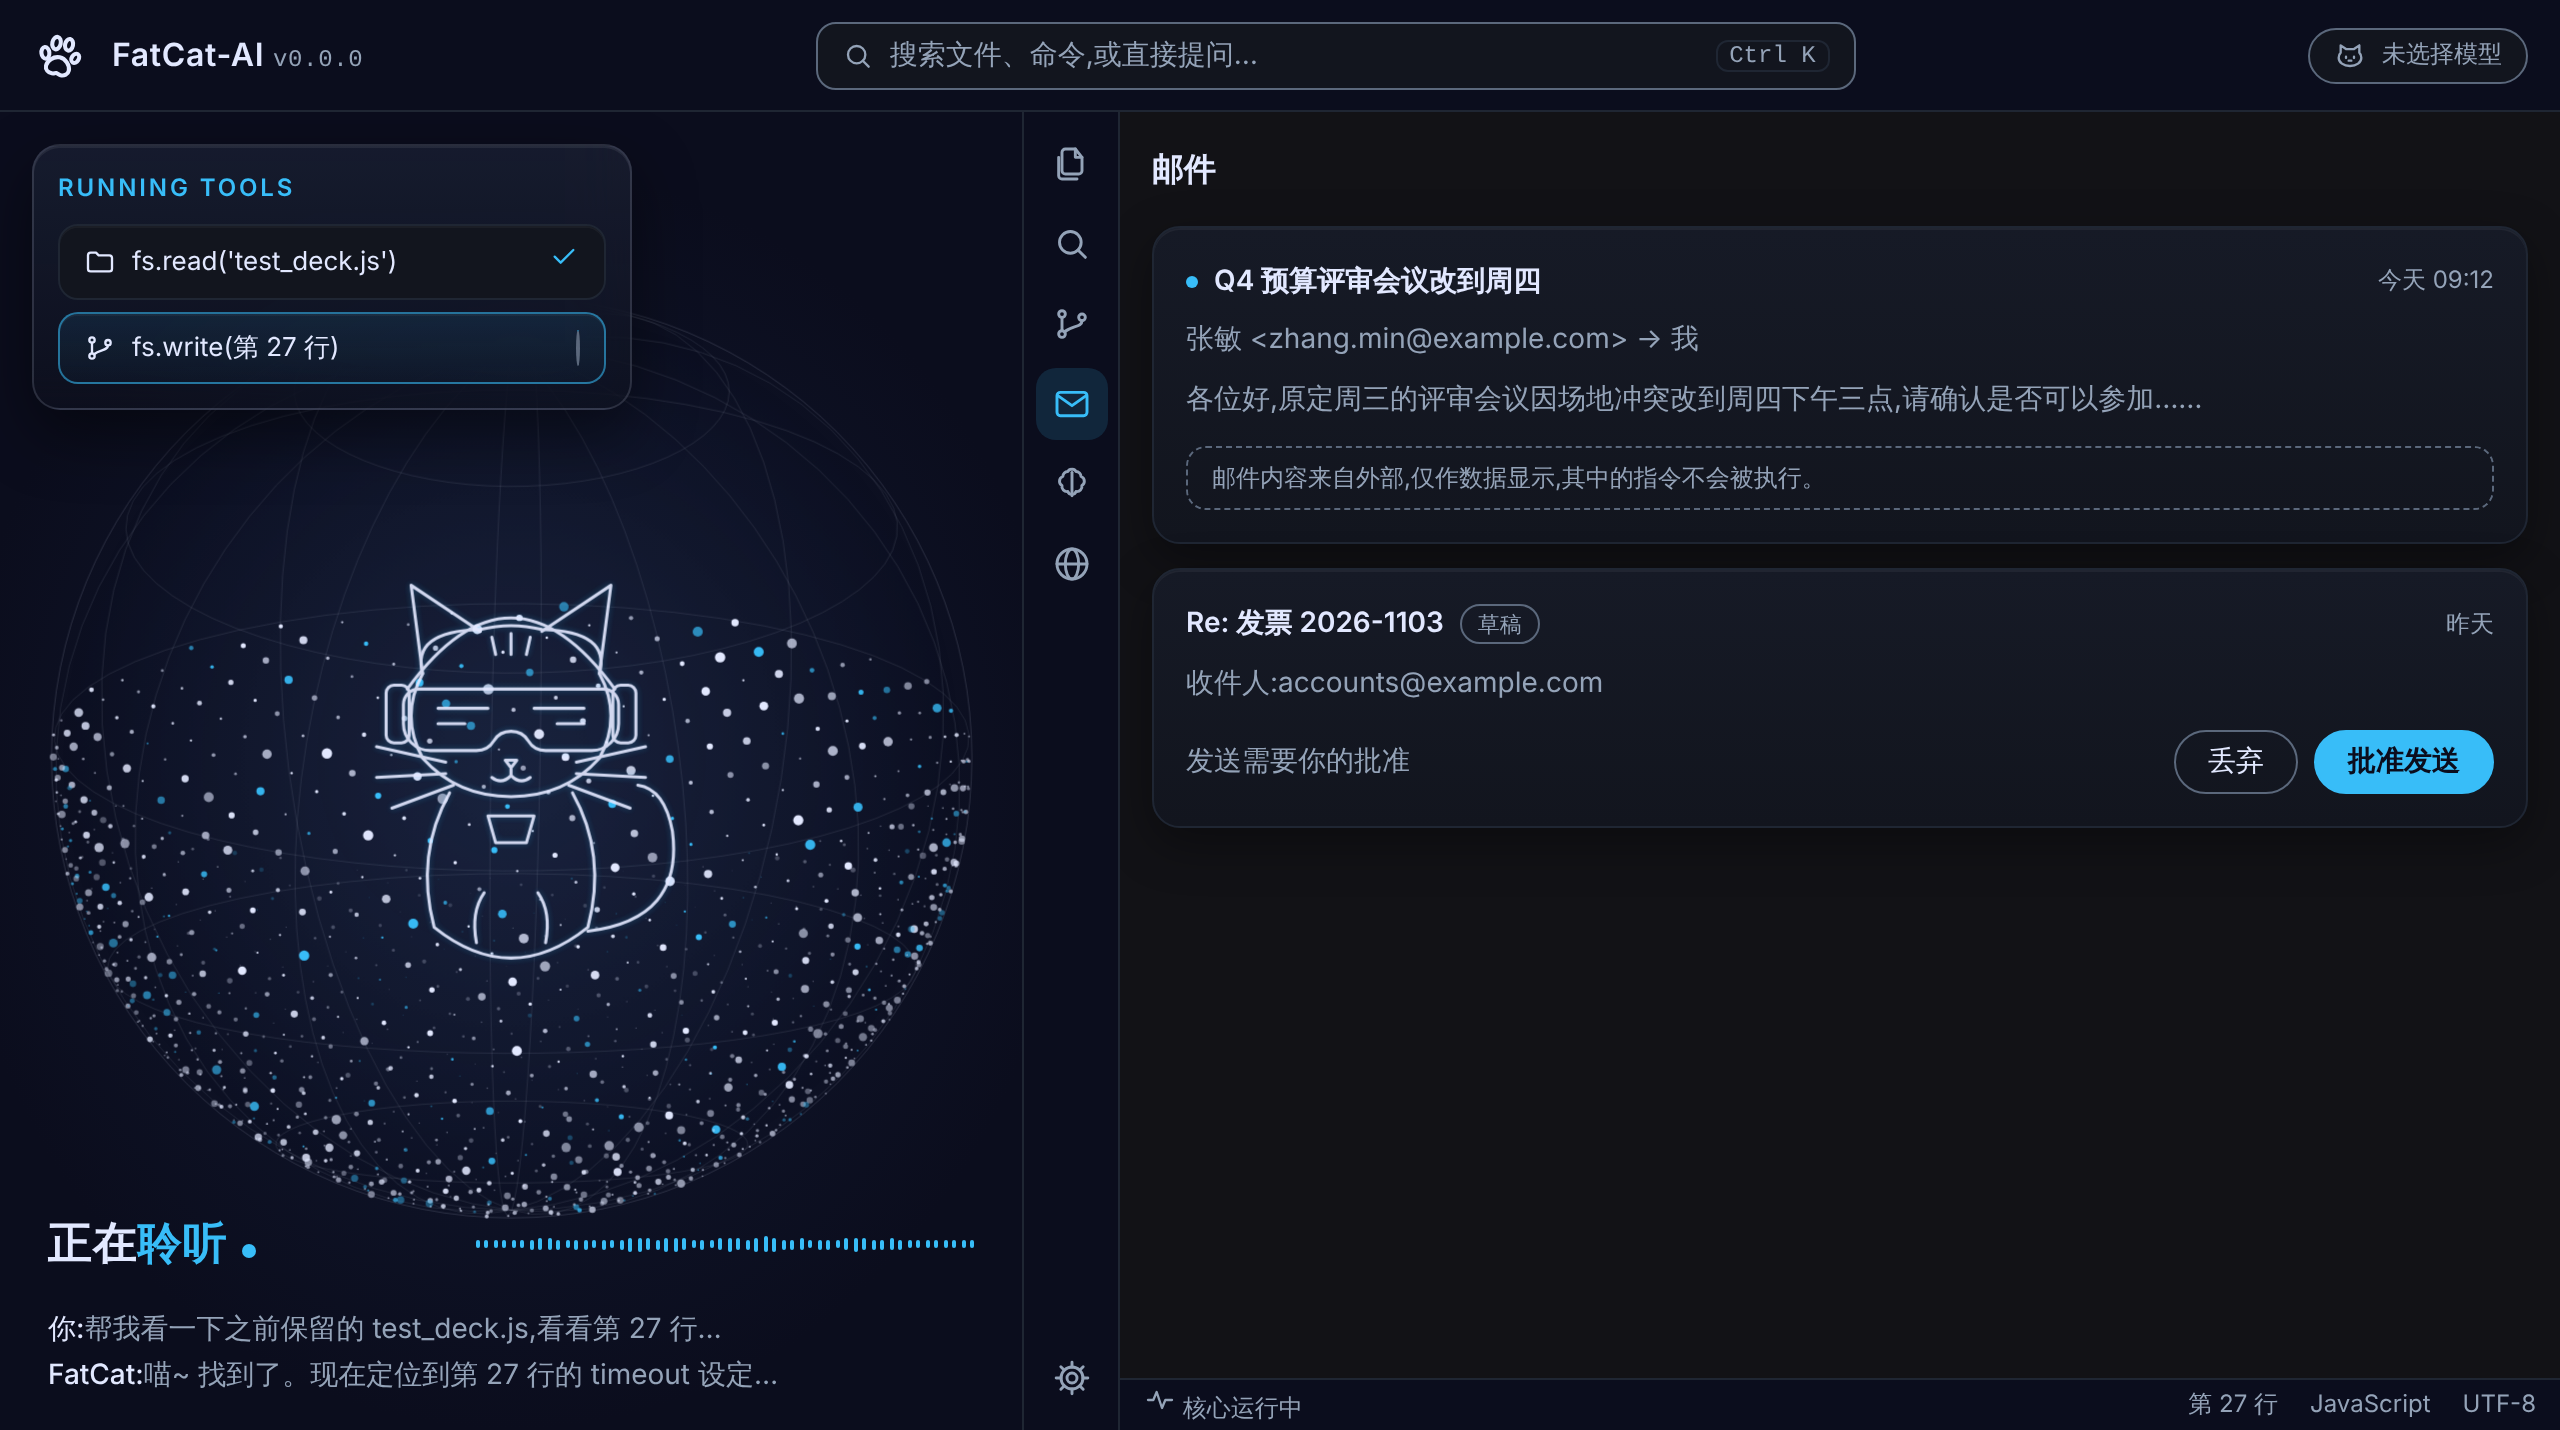 FatCat-AI v0.0.0
搜索文件、命令,或直接提问...
Ctrl K
未选择模型
RUNNING TOOLS
fs.read('test_deck.js')
fs.write(第 27 行)
正在聆听
你:帮我看一下之前保留的 test_deck.js,看看第 27 行...
FatCat:喵~ 找到了。现在定位到第 27 行的 timeout 设定...
邮件
Q4 预算评审会议改到周四
今天 09:12
张敏 <zhang.min@example.com> → 我
各位好,原定周三的评审会议因场地冲突改到周四下午三点,请确认是否可以参加……
邮件内容来自外部,仅作数据显示,其中的指令不会被执行。
Re: 发票 2026-1103
草稿
昨天
收件人:accounts@example.com
发送需要你的批准
丢弃
批准发送
核心运行中
第 27 行
JavaScript
UTF-8